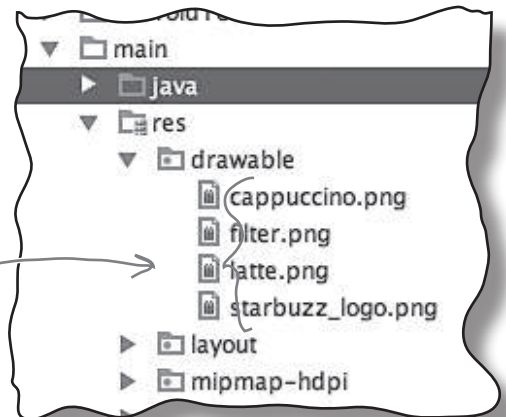 main
java
res
drawable
cappuccino.png
filter.png
latte.png
starbuzz_logo.png
layout
mipmap-hdpi